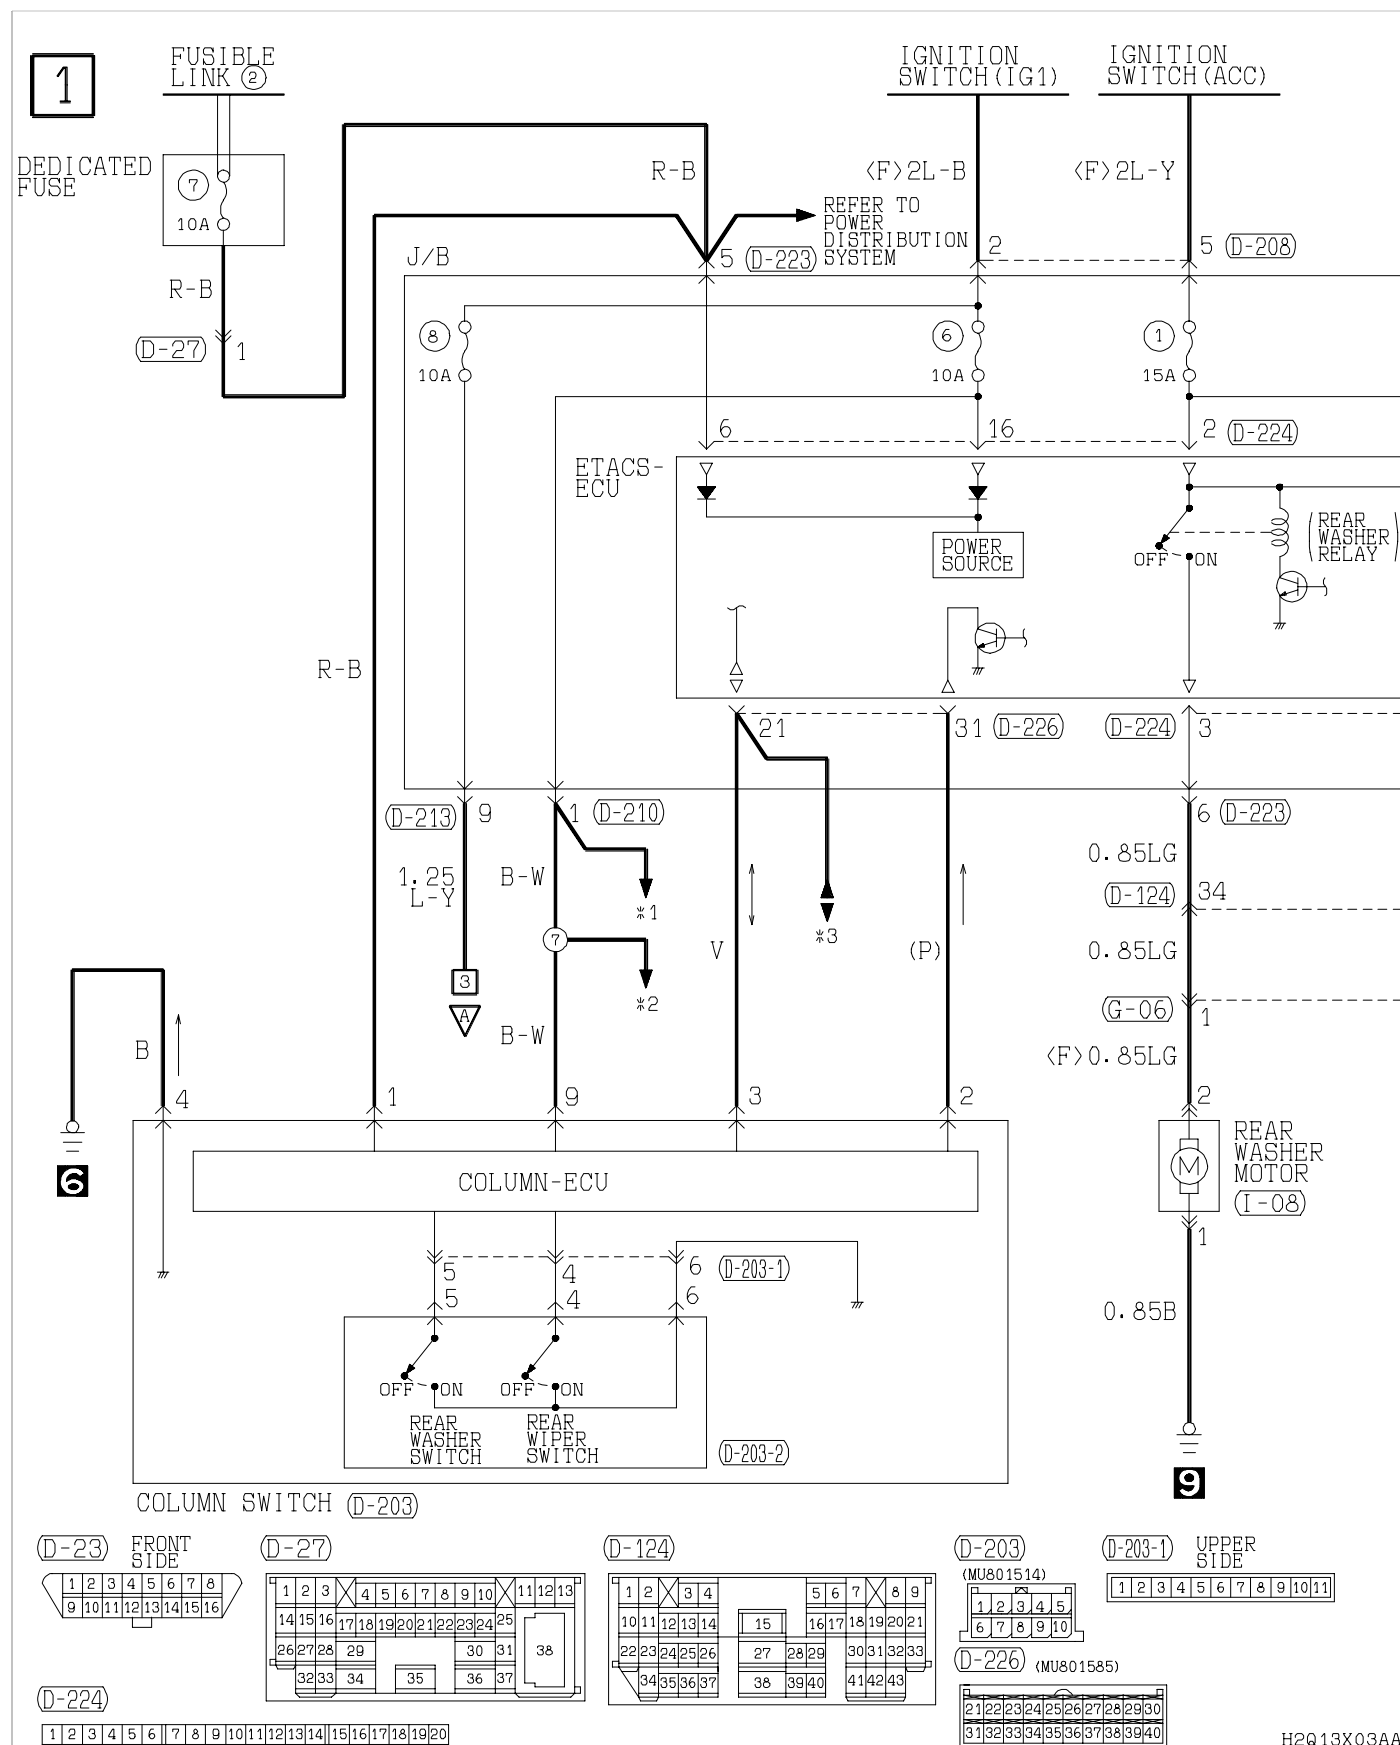 1
FUSIBLE
LINK ②
IGNITION
SWITCH(IG1)
IGNITION
SWITCH(ACC)
DEDICATED
FUSE
7
10A
R-B
<F>2L-B
<F>2L-Y
REFER TO
POWER
DISTRIBUTION
SYSTEM
J/B
5 (D-223)
2
5 (D-208)
R-B
(D-27) 1
8
10A
6
10A
1
15A
6
16
2 (D-224)
ETACS-
ECU
POWER
SOURCE
OFF ON
(REAR
WASHER
RELAY)
R-B
21
31 (D-226)
(D-224) 3
(D-213) 9
1 (D-210)
6 (D-223)
1.25
L-Y
B-W
*1
*3
0.85LG
(D-124) 34
7
V
(P)
0.85LG
3
A
*2
(G-06) 1
B
B-W
<F>0.85LG
4
1
9
3
2
2
6
COLUMN-ECU
M
REAR
WASHER
MOTOR
(I-08)
1
5
4
6 (D-203-1)
5
4
6
0.85B
OFF ON
OFF ON
REAR
WASHER
SWITCH
REAR
WIPER
SWITCH
(D-203-2)
9
COLUMN SWITCH (D-203)
(D-23) FRONT
SIDE
1 2 3 4 5 6 7 8
9 10 11 12 13 14 15 16
(D-27)
1 2 3 4 5 6 7 8 9 10 11 12 13
14 15 16 17 18 19 20 21 22 23 24 25
26 27 28 29 30 31 38
32 33 34 35 36 37
(D-124)
1 2 3 4 5 6 7 8 9
10 11 12 13 14 15 16 17 18 19 20 21
22 23 24 25 26 27 28 29 30 31 32 33
34 35 36 37 38 39 40 41 42 43
(D-203)
(MU801514)
1 2 3 4 5
6 7 8 9 10
(D-203-1) UPPER
SIDE
1 2 3 4 5 6 7 8 9 10 11
(D-226) (MU801585)
21 22 23 24 25 26 27 28 29 30
31 32 33 34 35 36 37 38 39 40
(D-224)
1 2 3 4 5 6 7 8 9 10 11 12 13 14 15 16 17 18 19 20
H2Q13X03AA